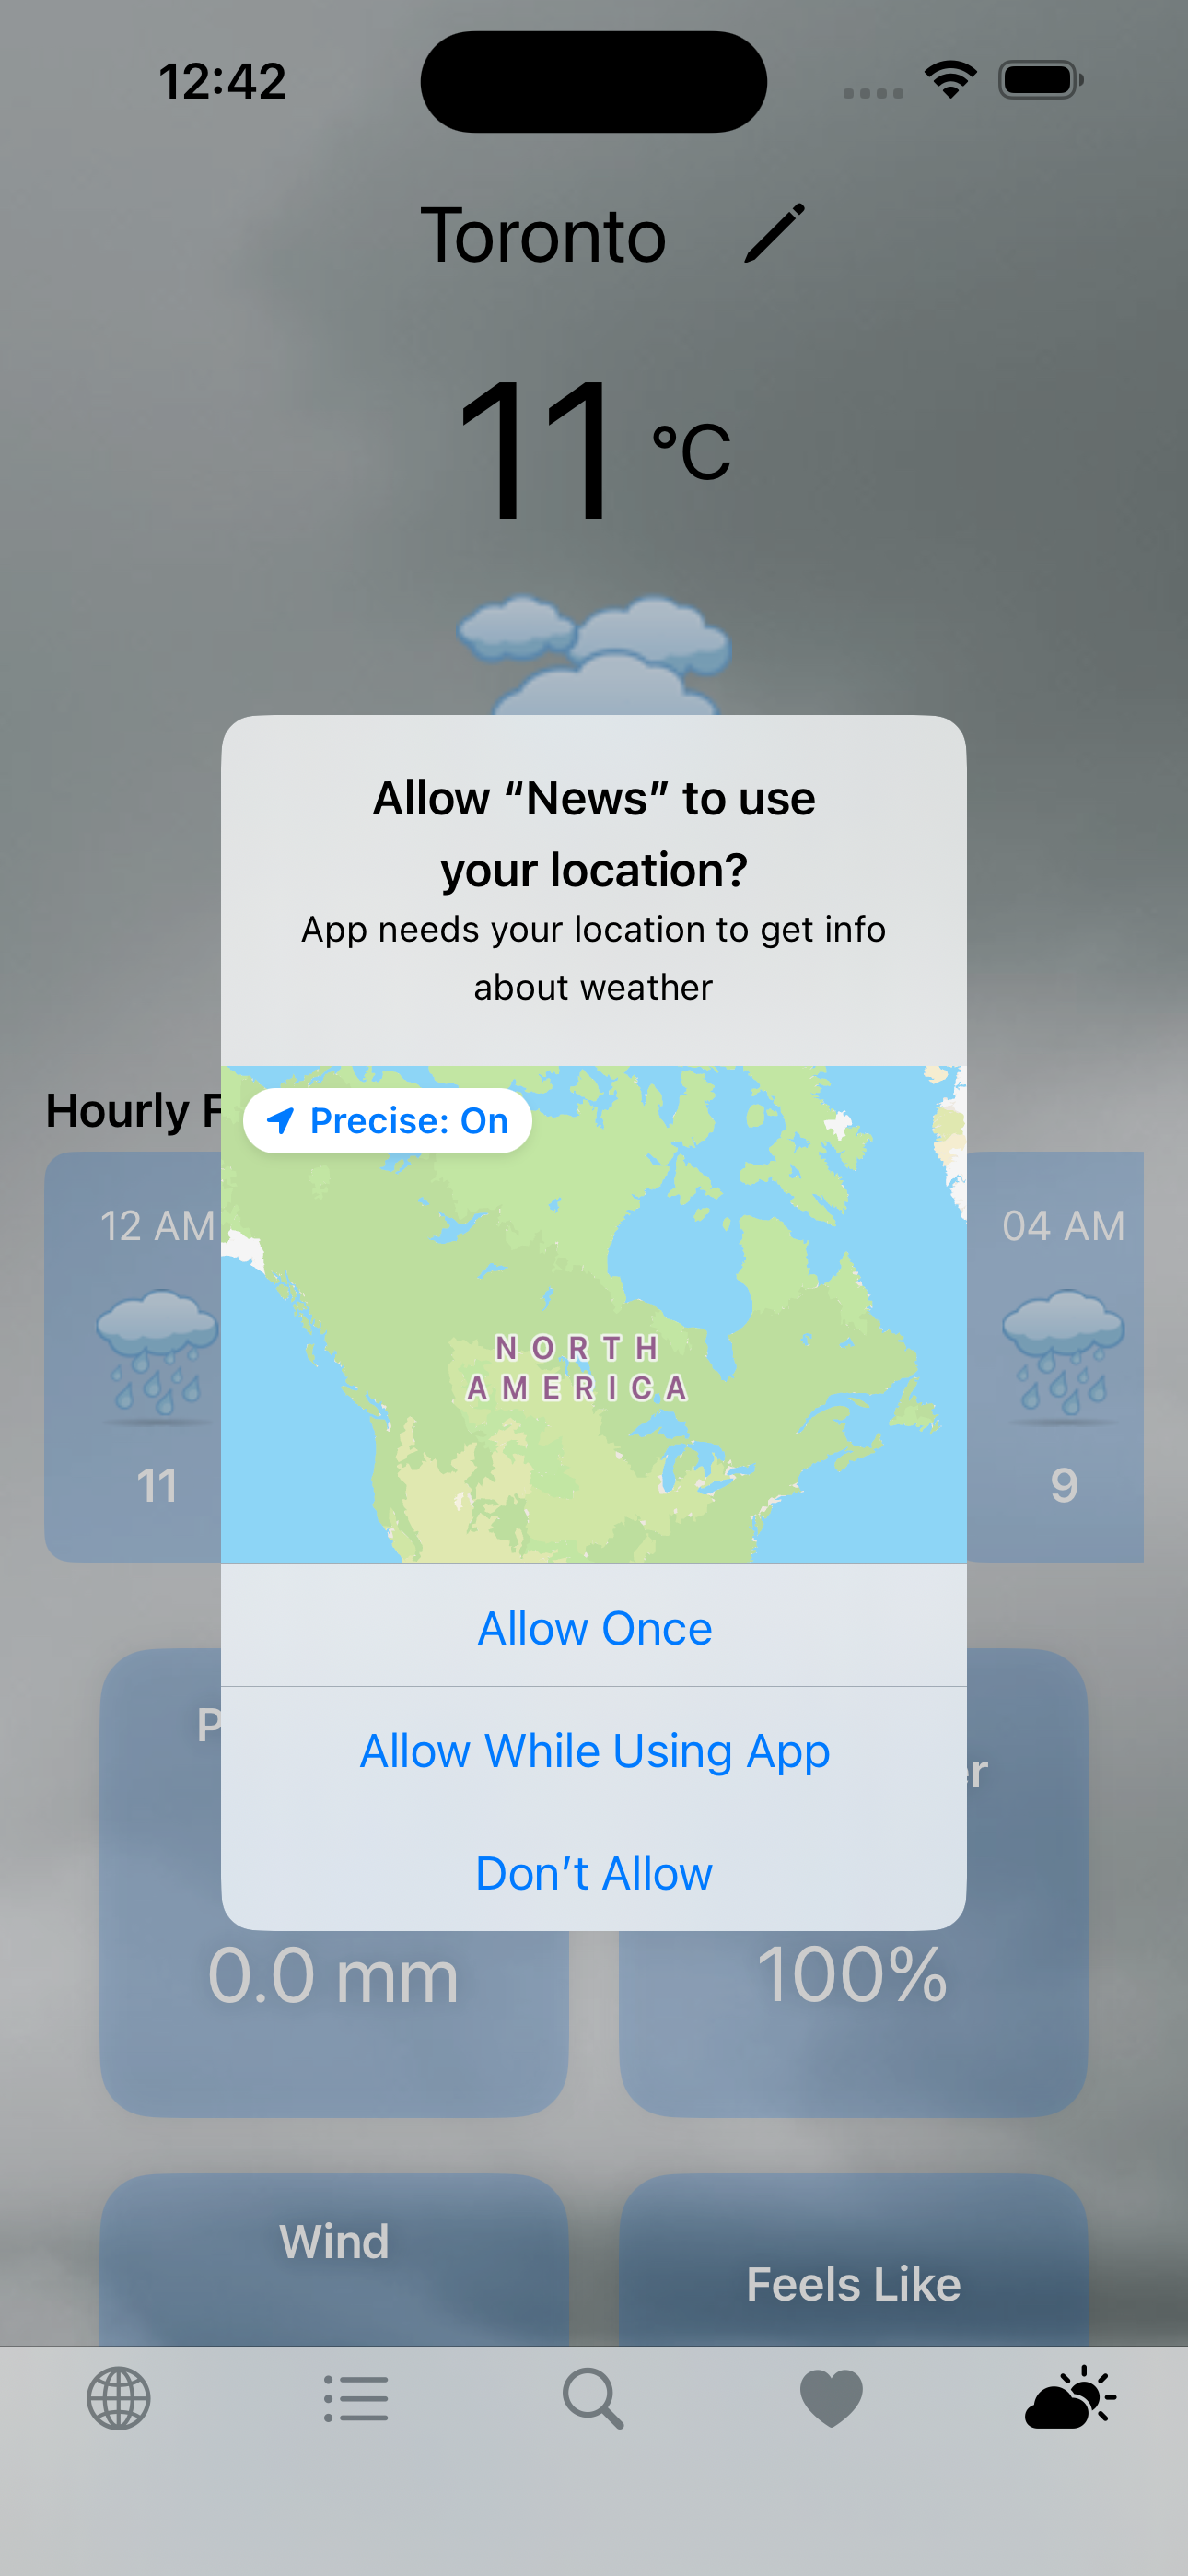 12:42
Toronto
11 °C
Allow “News” to use
your location?
App needs your location to get info
about weather
Precise: On
NORTH
AMERICA
Hourly
12 AM
04 AM
11
9
Allow Once
Allow While Using App
Don’t Allow
0.0 mm
100%
Wind
Feels Like